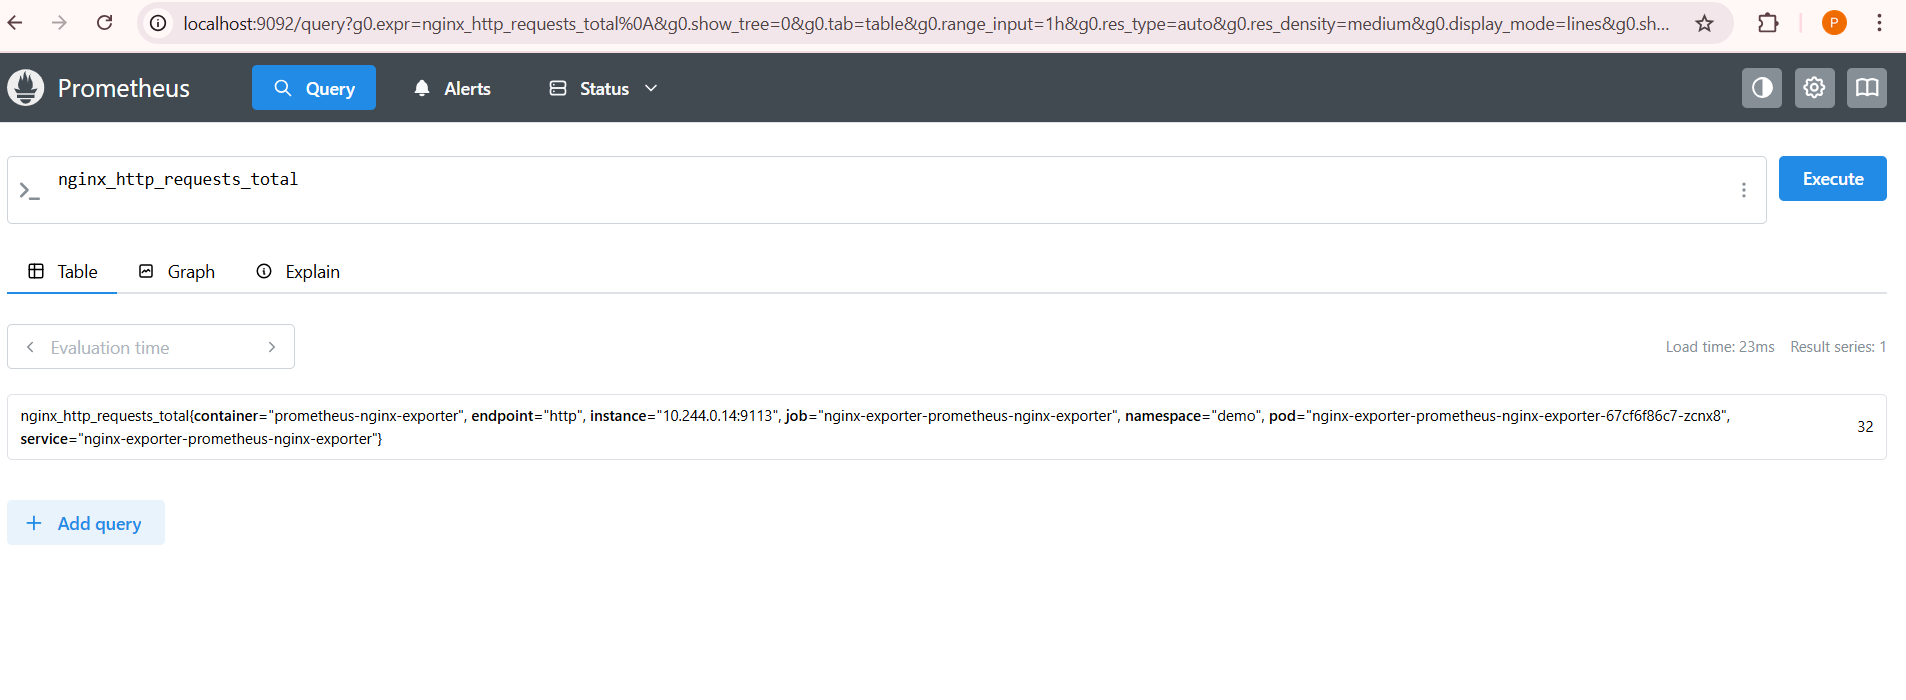 localhost:9092/query?g0.expr=nginx_http_requests_total%0A&g0.show_tree=0&g0.tab=table&g0.range_input=1h&g0.res_type=auto&g0.res_density=medium&g0.display_mode=lines&g0.sh...
P
Prometheus
Query
Alerts
Status
nginx_http_requests_total
Execute
Table
Graph
Explain
Evaluation time
Load time: 23ms Result series: 1
nginx_http_requests_total{container="prometheus-nginx-exporter", endpoint="http", instance="10.244.0.14:9113", job="nginx-exporter-prometheus-nginx-exporter", namespace="demo", pod="nginx-exporter-prometheus-nginx-exporter-67cf6f86c7-zcnx8",
service="nginx-exporter-prometheus-nginx-exporter"}
32
Add query